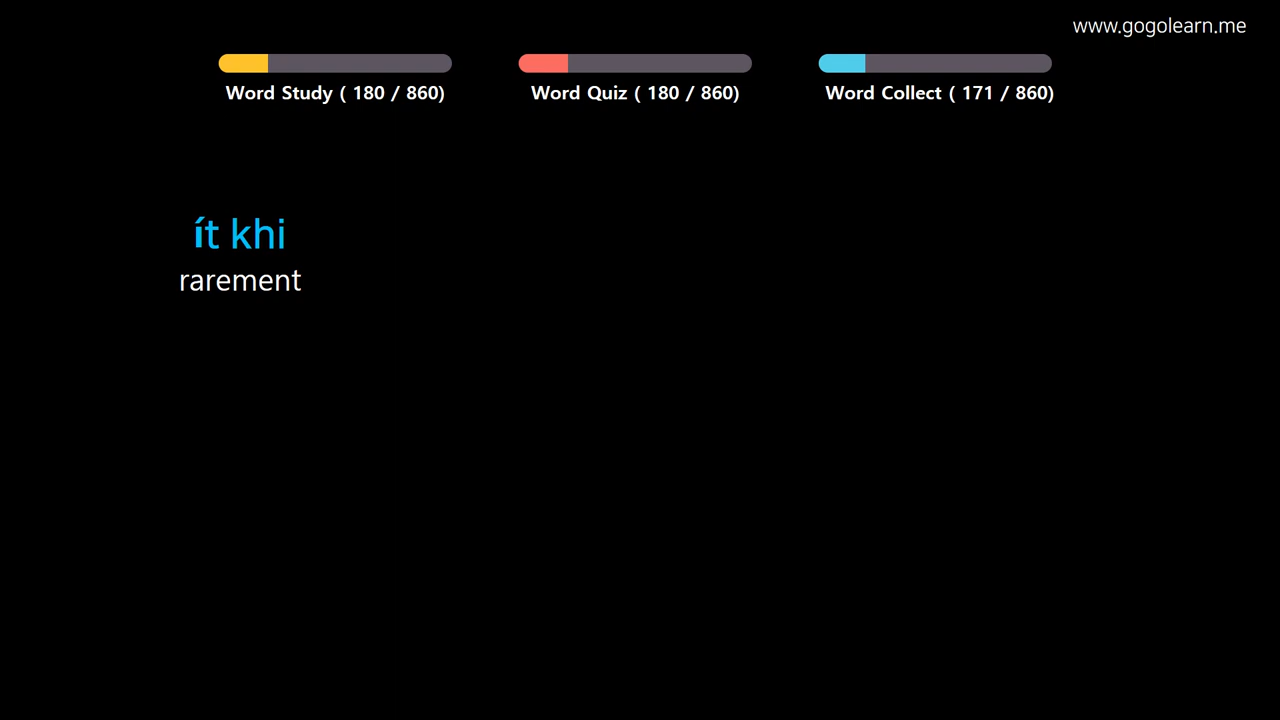 www.gogolearn.me
Word Study ( 180 / 860)
Word Quiz ( 180 / 860)
Word Collect ( 171 / 860)
ít khi
rarement